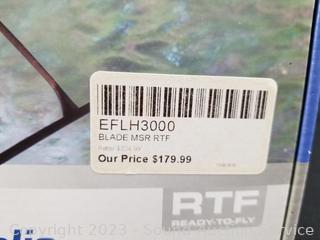 EFLH3000
BLADE MSR RTF
Our Price $179.99
RTF
READY-TO-FLY